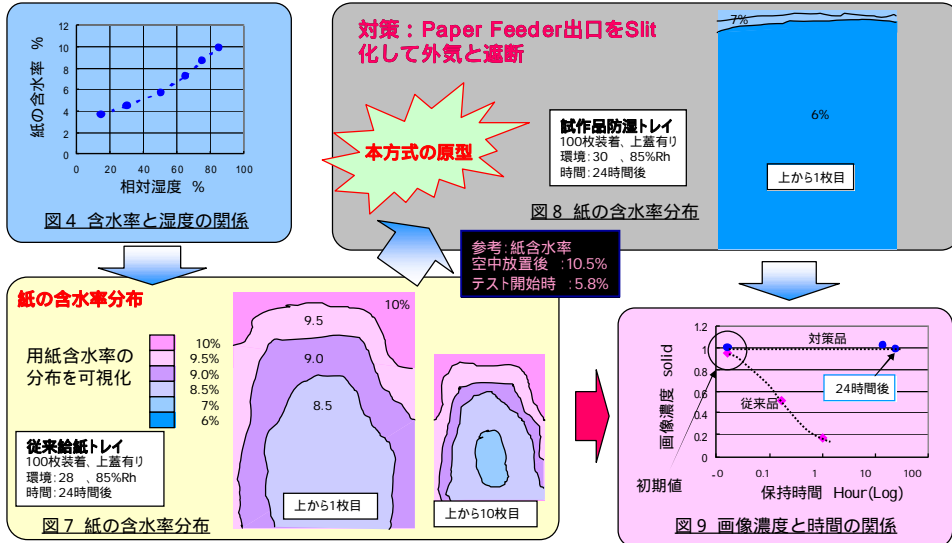 12
10
8
6
4
2
0
紙の含水率 %
0 20 40 60 80 100
相対湿度 %
図4 含水率と湿度の関係
対策：Paper Feeder出口をSlit
化して外気と遮断
本方式の原型
試作品防湿トレイ
100枚装着、上蓋有り
環境：30 、85%Rh
時間：24時間後
図8 紙の含水率分布
7%
6%
上から1枚目
参考：紙含水率
空中放置後 ：10.5%
テスト開始時 ：5.8%
紙の含水率分布
用紙含水率の
分布を可視化
10%
9.5%
9.0%
8.5%
7%
6%
従来給紙トレイ
100枚装着、上蓋有り
環境：28 、85%Rh
時間：24時間後
図7 紙の含水率分布
10%
9.5
9.0
8.5
上から1枚目
上から10枚目
1.2
1
0.8
0.6
0.4
0.2
0
画像濃度 solid
対策品
24時間後
従来品
初期値
-0 0.1 1 10 100
保持時間 Hour(Log)
図9 画像濃度と時間の関係